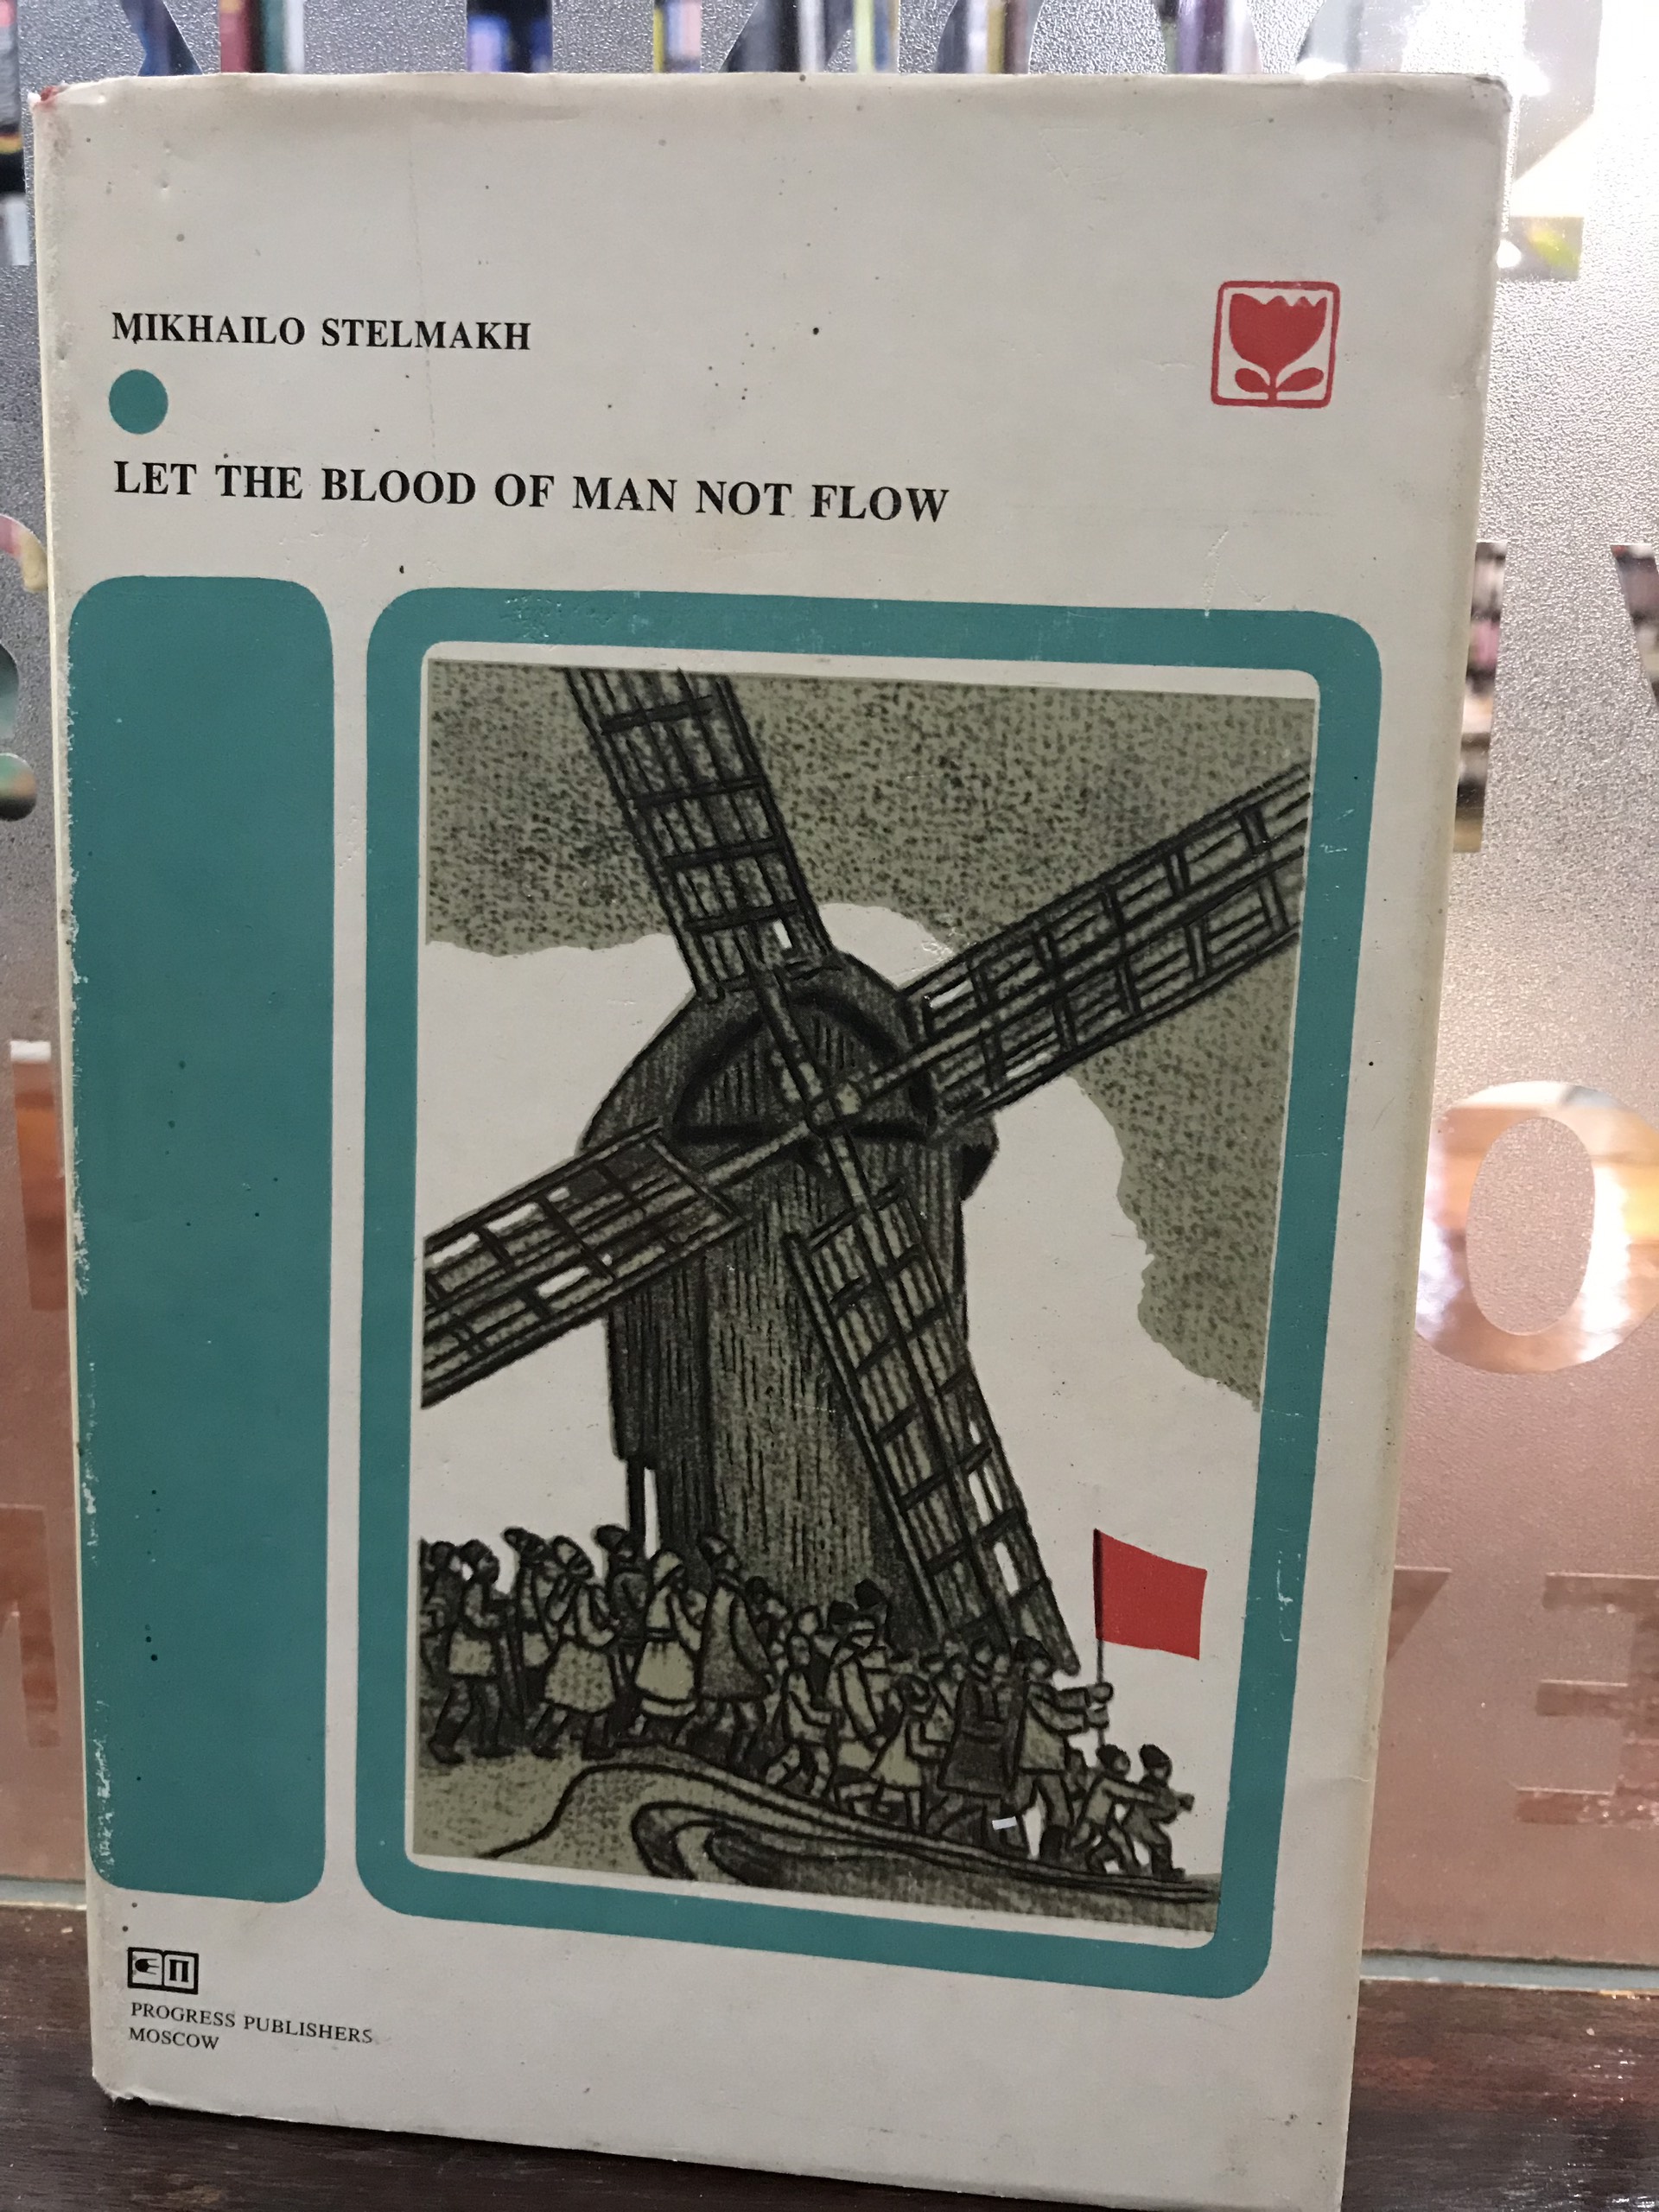 MIKHAILO STELMAKH
LET THE BLOOD OF MAN NOT FLOW
PROGRESS PUBLISHERS
MOSCOW